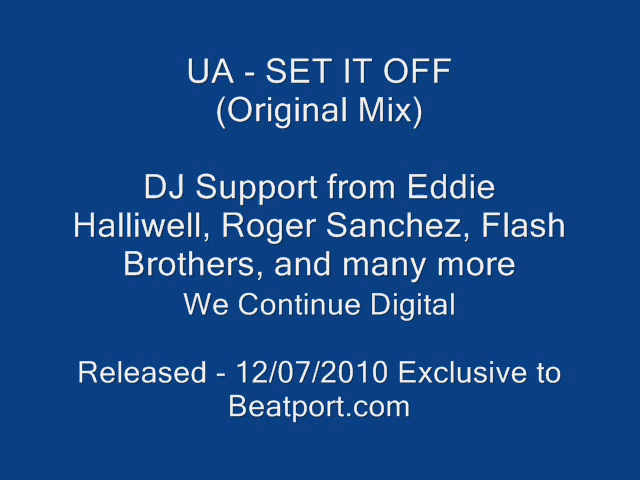 UA - SET IT OFF
(Original Mix)
DJ Support from Eddie
Halliwell, Roger Sanchez, Flash
Brothers, and many more
We Continue Digital
Released - 12/07/2010 Exclusive to
Beatport.com